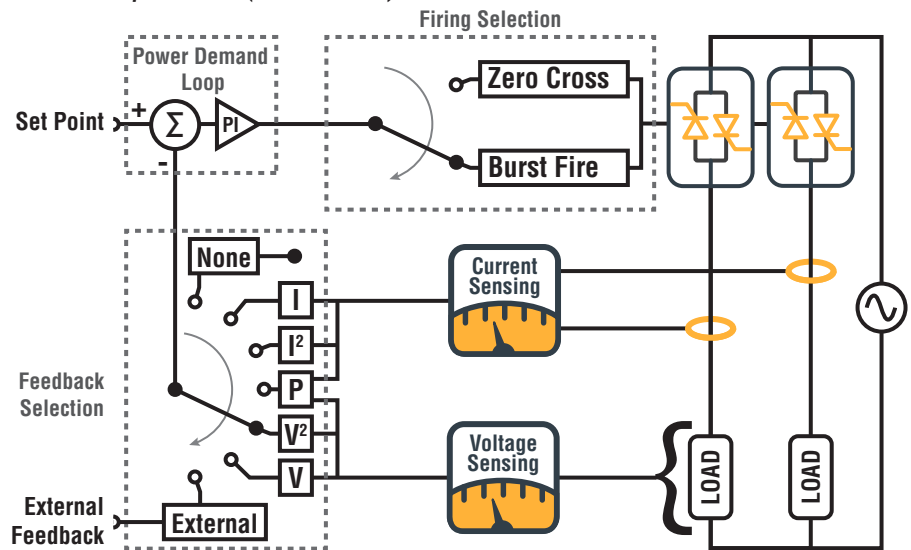 Firing Selection
Power Demand
Loop
Zero Cross
+
Set Point
Σ
PI
-
Burst Fire
None
Current
Sensing
I
I²
P
Feedback
Selection
V²
V
Voltage
Sensing
LOAD
LOAD
External
Feedback
External